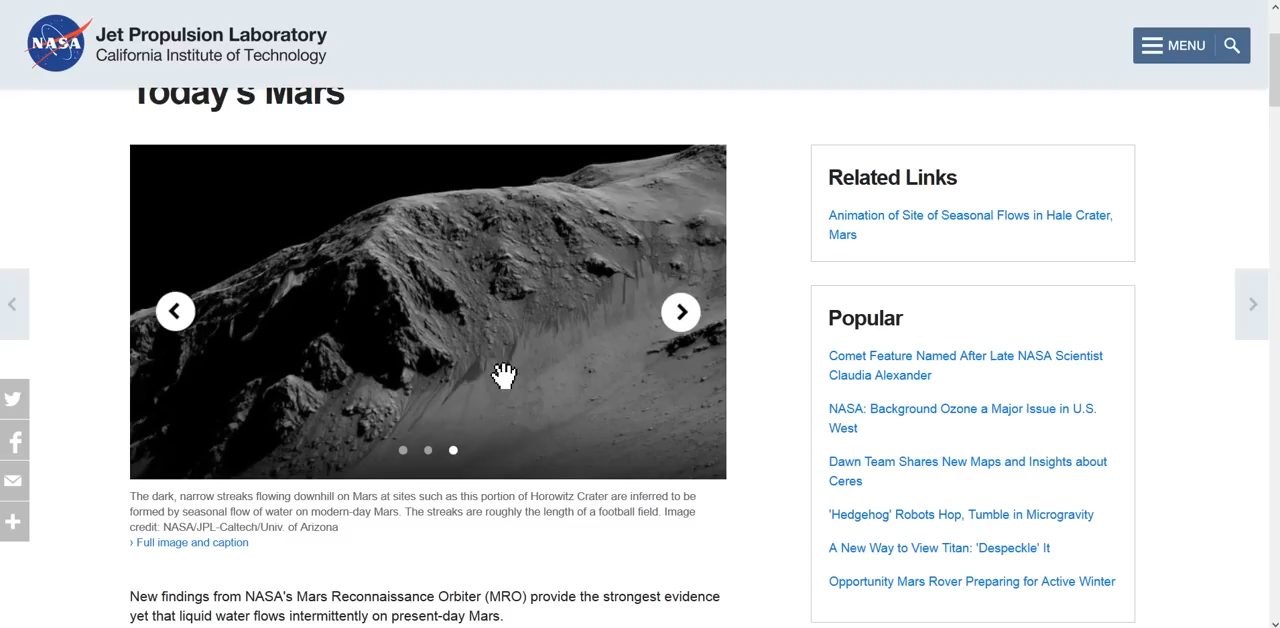 NASA
Jet Propulsion Laboratory
California Institute of Technology
MENU
Today's Mars
The dark, narrow streaks flowing downhill on Mars at sites such as this portion of Horowitz Crater are inferred to be
formed by seasonal flow of water on modern-day Mars. The streaks are roughly the length of a football field. Image
credit: NASA/JPL-Caltech/Univ. of Arizona
› Full image and caption
New findings from NASA's Mars Reconnaissance Orbiter (MRO) provide the strongest evidence
yet that liquid water flows intermittently on present-day Mars.
Related Links
Animation of Site of Seasonal Flows in Hale Crater,
Mars
Popular
Comet Feature Named After Late NASA Scientist
Claudia Alexander
NASA: Background Ozone a Major Issue in U.S.
West
Dawn Team Shares New Maps and Insights about
Ceres
'Hedgehog' Robots Hop, Tumble in Microgravity
A New Way to View Titan: 'Despeckle' It
Opportunity Mars Rover Preparing for Active Winter